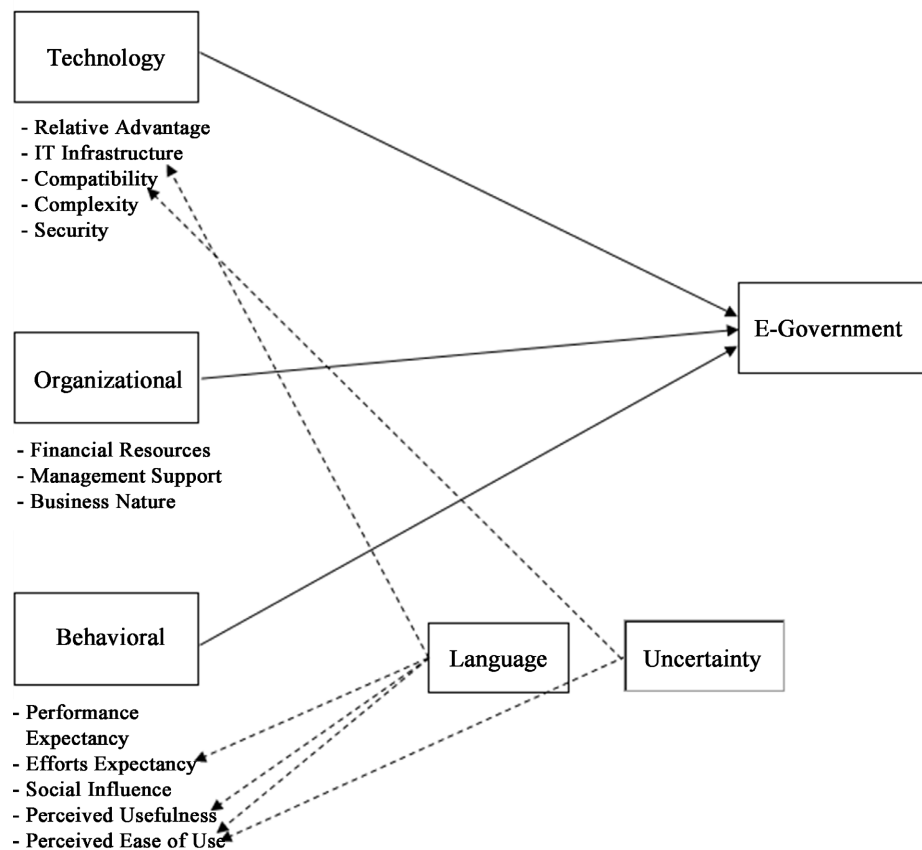 Technology
- Relative Advantage
- IT Infrastructure
- Compatibility
- Complexity
- Security
E-Government
Organizational
- Financial Resources
- Management Support
- Business Nature
Behavioral
Language
Uncertainty
- Performance
Expectancy
- Efforts Expectancy
- Social Influence
- Perceived Usefulness
- Perceived Ease of Use